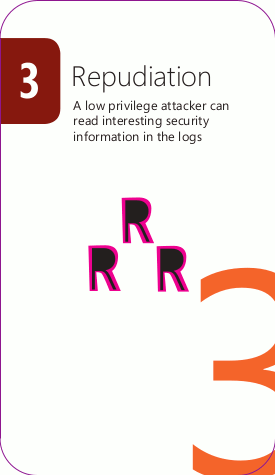 3
Repudiation
A low privilege attacker can
read interesting security
information in the logs
R
R R
3